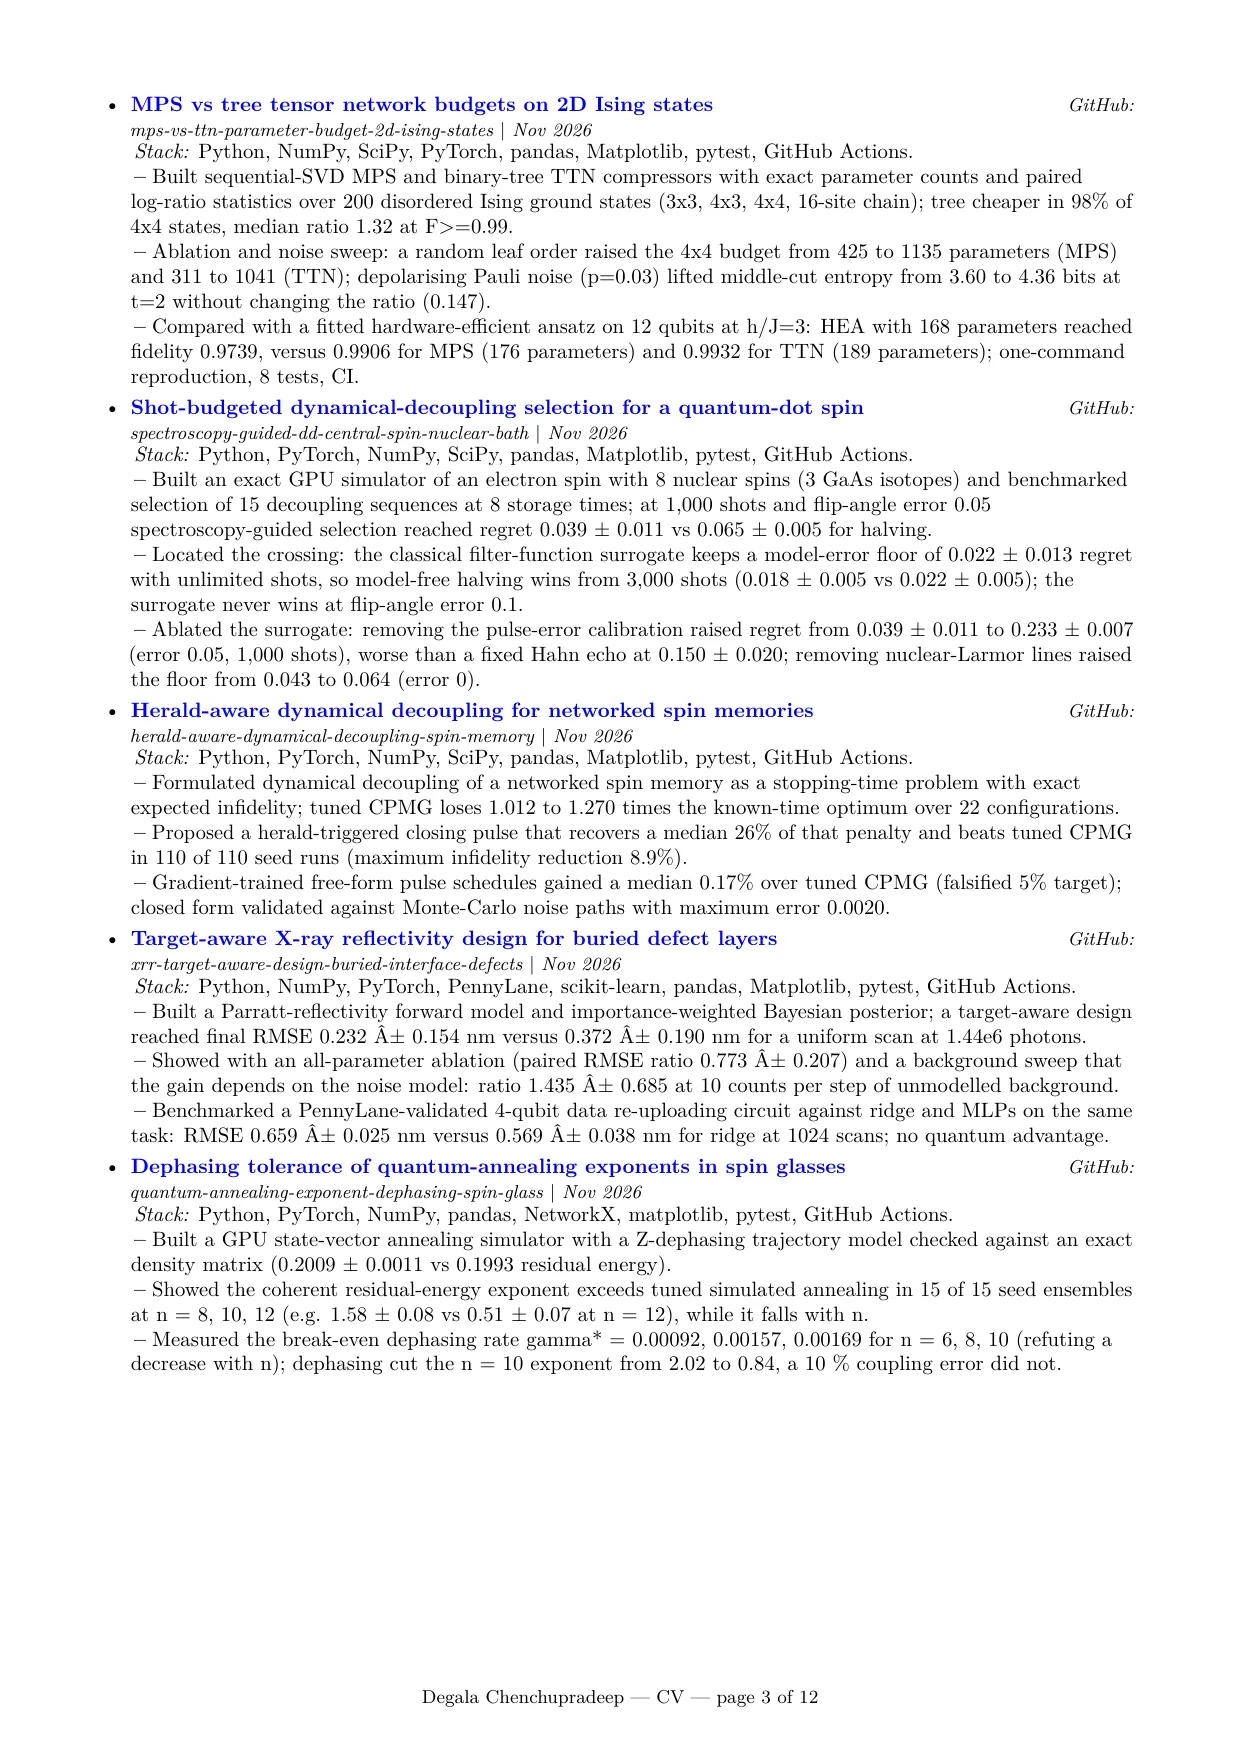 • MPS vs tree tensor network budgets on 2D Ising states GitHub:
mps-vs-ttn-parameter-budget-2d-ising-states | Nov 2026
Stack: Python, NumPy, SciPy, PyTorch, pandas, Matplotlib, pytest, GitHub Actions.
– Built sequential-SVD MPS and binary-tree TTN compressors with exact parameter counts and paired
log-ratio statistics over 200 disordered Ising ground states (3x3, 4x3, 4x4, 16-site chain); tree cheaper in 98% of
4x4 states, median ratio 1.32 at F>=0.99.
– Ablation and noise sweep: a random leaf order raised the 4x4 budget from 425 to 1135 parameters (MPS)
and 311 to 1041 (TTN); depolarising Pauli noise (p=0.03) lifted middle-cut entropy from 3.60 to 4.36 bits at
t=2 without changing the ratio (0.147).
– Compared with a fitted hardware-efficient ansatz on 12 qubits at h/J=3: HEA with 168 parameters reached
fidelity 0.9739, versus 0.9906 for MPS (176 parameters) and 0.9932 for TTN (189 parameters); one-command
reproduction, 8 tests, CI.
• Shot-budgeted dynamical-decoupling selection for a quantum-dot spin GitHub:
spectroscopy-guided-dd-central-spin-nuclear-bath | Nov 2026
Stack: Python, PyTorch, NumPy, SciPy, pandas, Matplotlib, pytest, GitHub Actions.
– Built an exact GPU simulator of an electron spin with 8 nuclear spins (3 GaAs isotopes) and benchmarked
selection of 15 decoupling sequences at 8 storage times; at 1,000 shots and flip-angle error 0.05
spectroscopy-guided selection reached regret 0.039 ± 0.011 vs 0.065 ± 0.005 for halving.
– Located the crossing: the classical filter-function surrogate keeps a model-error floor of 0.022 ± 0.013 regret
with unlimited shots, so model-free halving wins from 3,000 shots (0.018 ± 0.005 vs 0.022 ± 0.005); the
surrogate never wins at flip-angle error 0.1.
– Ablated the surrogate: removing the pulse-error calibration raised regret from 0.039 ± 0.011 to 0.233 ± 0.007
(error 0.05, 1,000 shots), worse than a fixed Hahn echo at 0.150 ± 0.020; removing nuclear-Larmor lines raised
the floor from 0.043 to 0.064 (error 0).
• Herald-aware dynamical decoupling for networked spin memories GitHub:
herald-aware-dynamical-decoupling-spin-memory | Nov 2026
Stack: Python, PyTorch, NumPy, SciPy, pandas, Matplotlib, pytest, GitHub Actions.
– Formulated dynamical decoupling of a networked spin memory as a stopping-time problem with exact
expected infidelity; tuned CPMG loses 1.012 to 1.270 times the known-time optimum over 22 configurations.
– Proposed a herald-triggered closing pulse that recovers a median 26% of that penalty and beats tuned CPMG
in 110 of 110 seed runs (maximum infidelity reduction 8.9%).
– Gradient-trained free-form pulse schedules gained a median 0.17% over tuned CPMG (falsified 5% target);
closed form validated against Monte-Carlo noise paths with maximum error 0.0020.
• Target-aware X-ray reflectivity design for buried defect layers GitHub:
xrr-target-aware-design-buried-interface-defects | Nov 2026
Stack: Python, NumPy, PyTorch, PennyLane, scikit-learn, pandas, Matplotlib, pytest, GitHub Actions.
– Built a Parratt-reflectivity forward model and importance-weighted Bayesian posterior; a target-aware design
reached final RMSE 0.232 Â± 0.154 nm versus 0.372 Â± 0.190 nm for a uniform scan at 1.44e6 photons.
– Showed with an all-parameter ablation (paired RMSE ratio 0.773 Â± 0.207) and a background sweep that
the gain depends on the noise model: ratio 1.435 Â± 0.685 at 10 counts per step of unmodelled background.
– Benchmarked a PennyLane-validated 4-qubit data re-uploading circuit against ridge and MLPs on the same
task: RMSE 0.659 Â± 0.025 nm versus 0.569 Â± 0.038 nm for ridge at 1024 scans; no quantum advantage.
• Dephasing tolerance of quantum-annealing exponents in spin glasses GitHub:
quantum-annealing-exponent-dephasing-spin-glass | Nov 2026
Stack: Python, PyTorch, NumPy, pandas, NetworkX, matplotlib, pytest, GitHub Actions.
– Built a GPU state-vector annealing simulator with a Z-dephasing trajectory model checked against an exact
density matrix (0.2009 ± 0.0011 vs 0.1993 residual energy).
– Showed the coherent residual-energy exponent exceeds tuned simulated annealing in 15 of 15 seed ensembles
at n = 8, 10, 12 (e.g. 1.58 ± 0.08 vs 0.51 ± 0.07 at n = 12), while it falls with n.
– Measured the break-even dephasing rate gamma* = 0.00092, 0.00157, 0.00169 for n = 6, 8, 10 (refuting a
decrease with n); dephasing cut the n = 10 exponent from 2.02 to 0.84, a 10 % coupling error did not.
Degala Chenchupradeep — CV — page 3 of 12